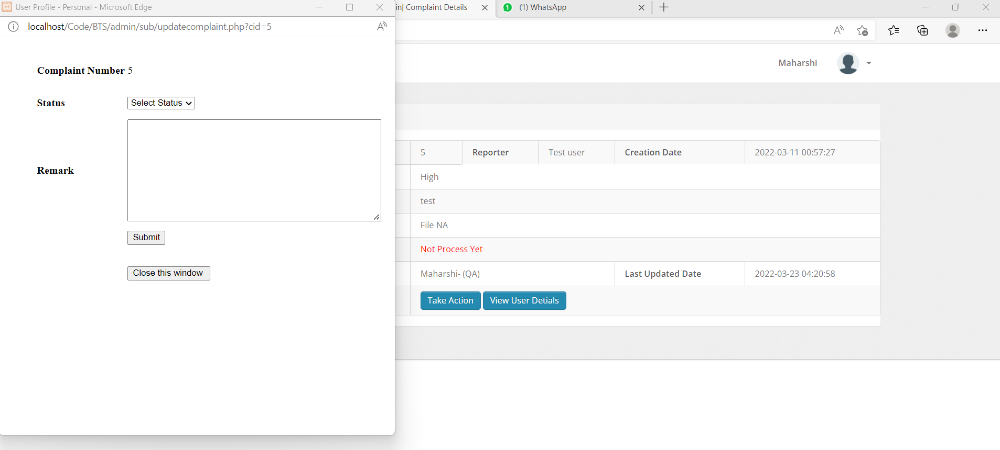 User Profile - Personal - Microsoft Edge
localhost/Code/BTS/admin/sub/updatecomplaint.php?cid=5
Complaint Number 5
Status
Select Status
Remark
Submit
Close this window
in| Complaint Details
1
(1) WhatsApp
Maharshi
5 Reporter Test user Creation Date 2022-03-11 00:57:27
High
test
File NA
Not Process Yet
Maharshi- (QA) Last Updated Date 2022-03-23 04:20:58
Take Action View User Detials